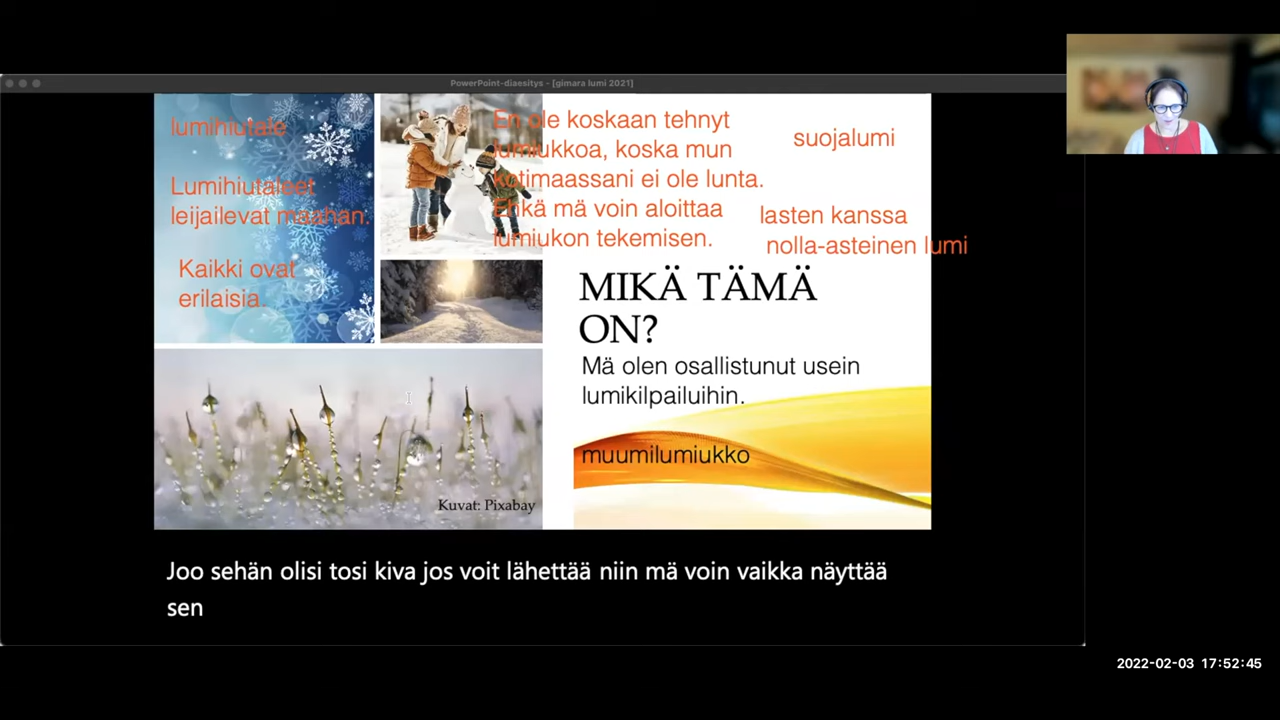 PowerPoint-diaesitys - [gimara lumi 2021]
lumihiutale
Lumihiutaleet
leijailevat maahan.
Kaikki ovat
erilaisia.
En ole koskaan tehnyt
lumiukkoa, koska mun
kotimaassani ei ole lunta.
Ehkä mä voin aloittaa
lumiukon tekemisen.
suojalumi
lasten kanssa
nolla-asteinen lumi
MIKÄ TÄMÄ
ON?
Mä olen osallistunut usein
lumikilpailuihin.
muumilumiukko
Kuvat: Pixabay
Joo sehän olisi tosi kiva jos voit lähettää niin mä voin vaikka näyttää
sen
2022-02-03 17:52:45